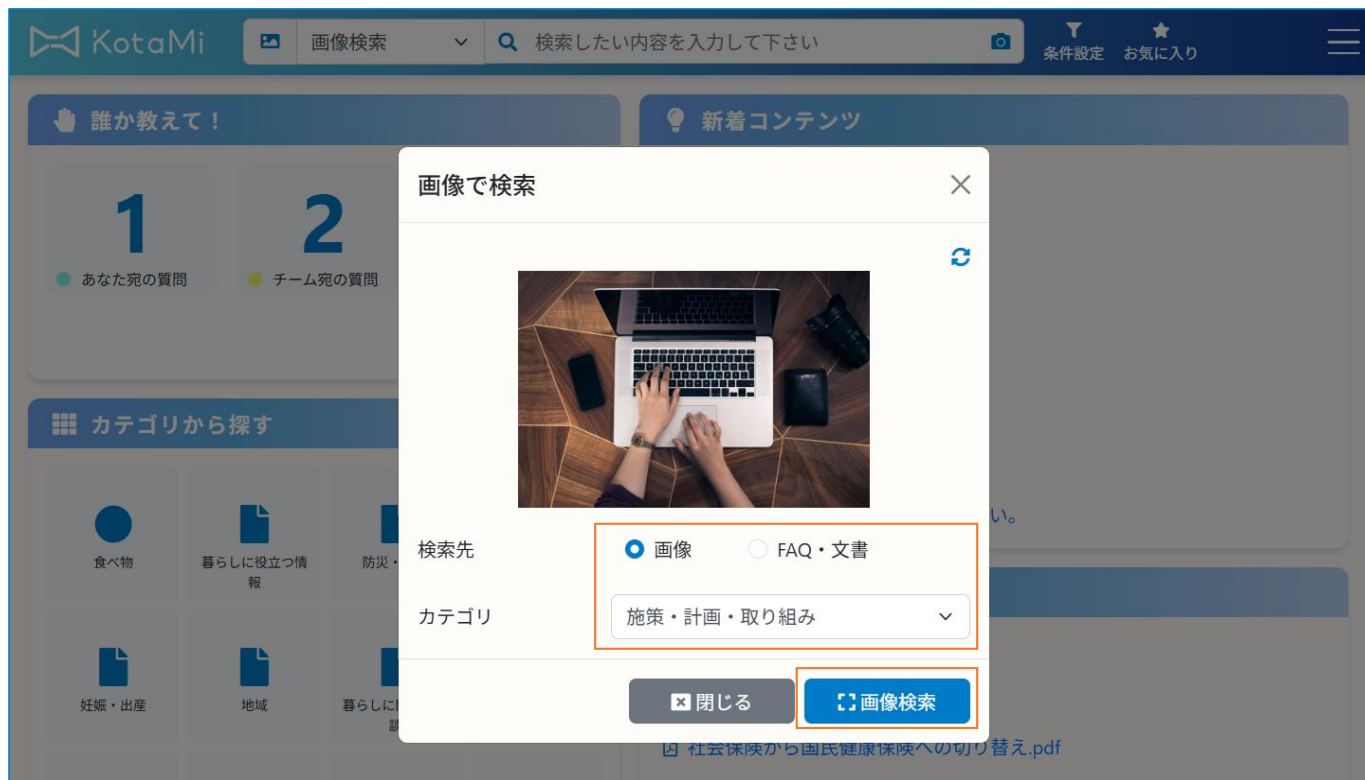 KotaMi
画像検索
検索したい内容を入力して下さい
条件設定
お気に入り
誰か教えて！
新着コンテンツ
1
2
あなた宛の質問
チーム宛の質問
画像で検索
カテゴリから探す
い。
食べ物
暮らしに役立つ情
報
防災・
検索先
画像
FAQ・文書
カテゴリ
施策・計画・取り組み
妊娠・出産
地域
閉じる
画像検索
社会保険から国民健康保険への切り替え.pdf